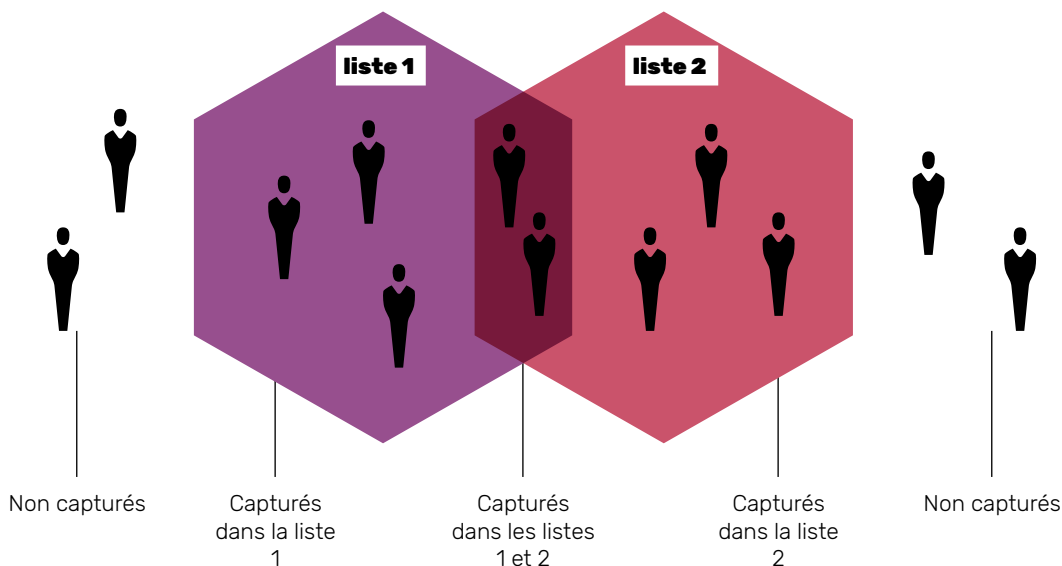 liste 1
liste 2
Non capturés
Capturés
dans la liste
1
Capturés
dans les listes
1 et 2
Capturés
dans la liste
2
Non capturés